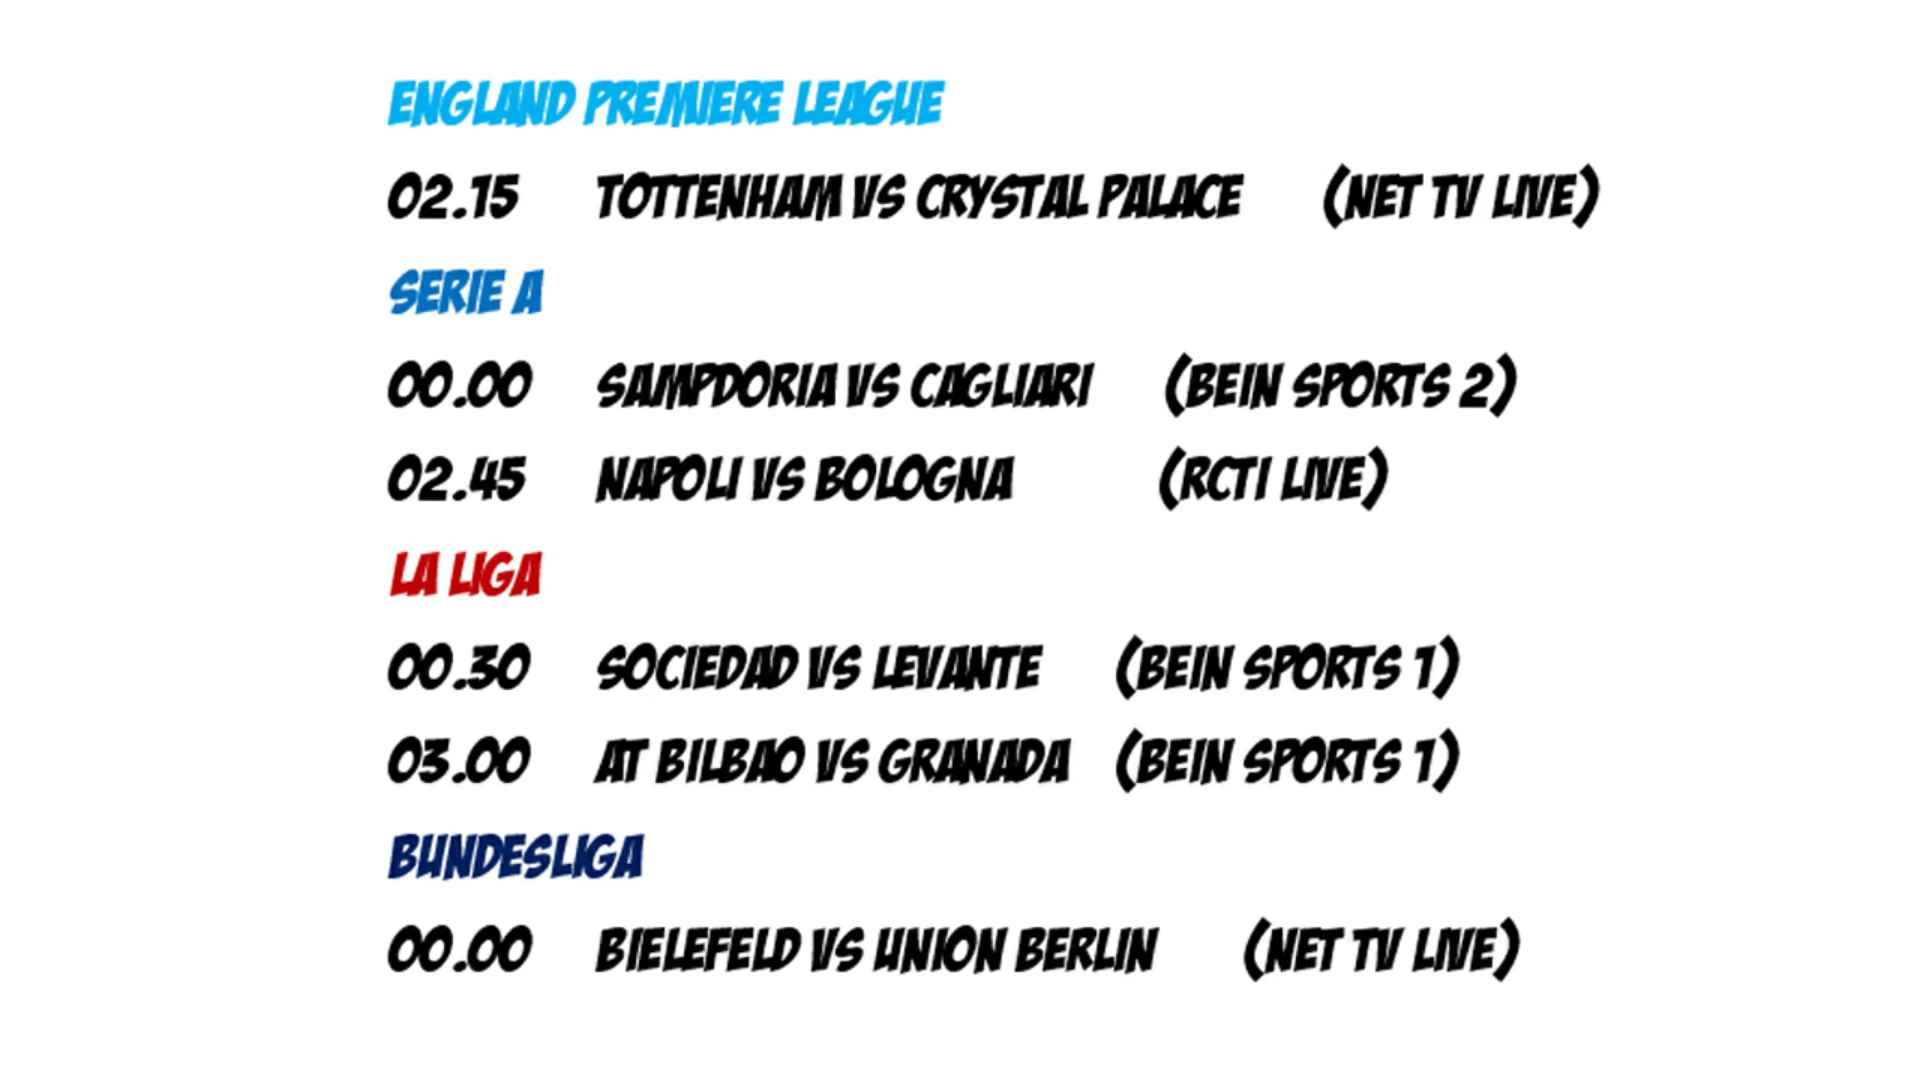 ENGLAND PREMIERE LEAGUE
02.15 TOTTENHAM VS CRYSTAL PALACE (NET TV LIVE)
SERIE A
00.00 SAMPDORIA VS CAGLIARI (BEIN SPORTS 2)
02.45 NAPOLI VS BOLOGNA (RCTI LIVE)
LA LIGA
00.30 SOCIEDAD VS LEVANTE (BEIN SPORTS 1)
03.00 AT BILBAO VS GRANADA (BEIN SPORTS 1)
BUNDESLIGA
00.00 BIELEFELD VS UNION BERLIN (NET TV LIVE)